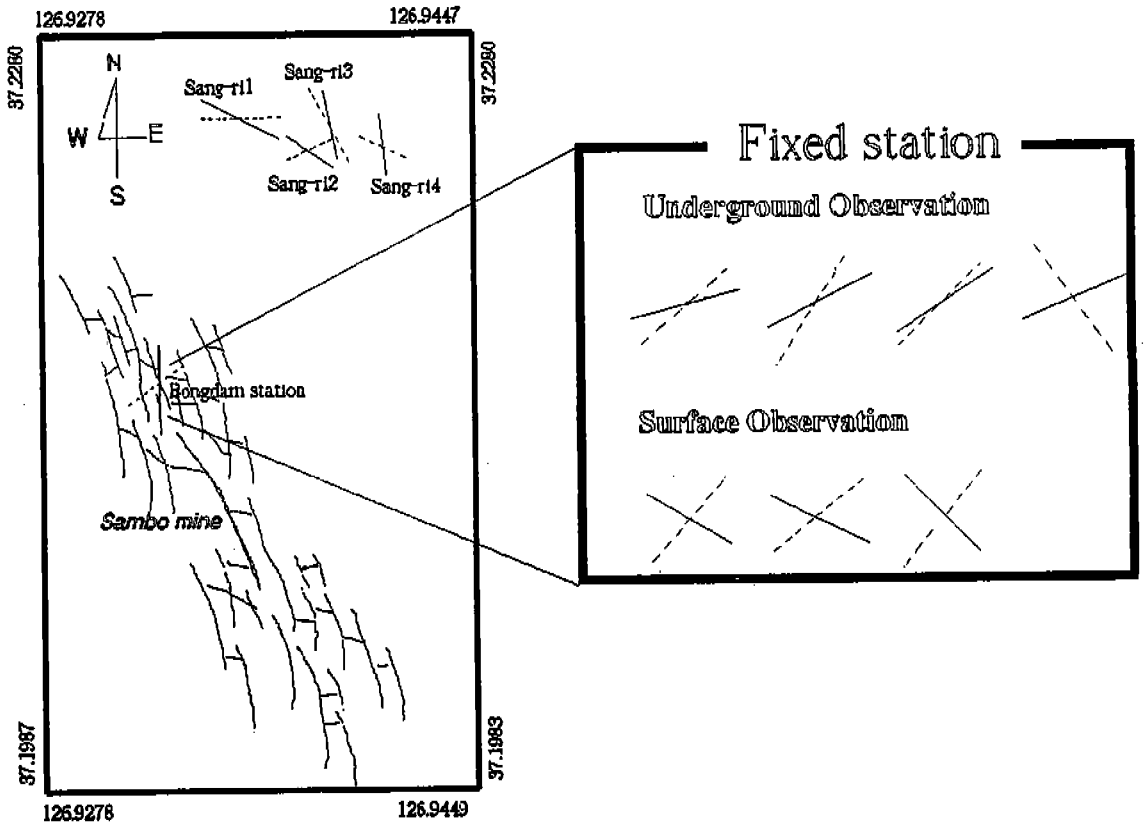 126.9278
126.9447
37.2280
37.2280
N
W
E
S
Sang-ri1
Sang-ri3
Sang-ri2
Sang-ri4
Bongdam station
Sambo mine
37.1987
37.1983
126.9278
126.9449
Fixed station
Underground Observation
Surface Observation